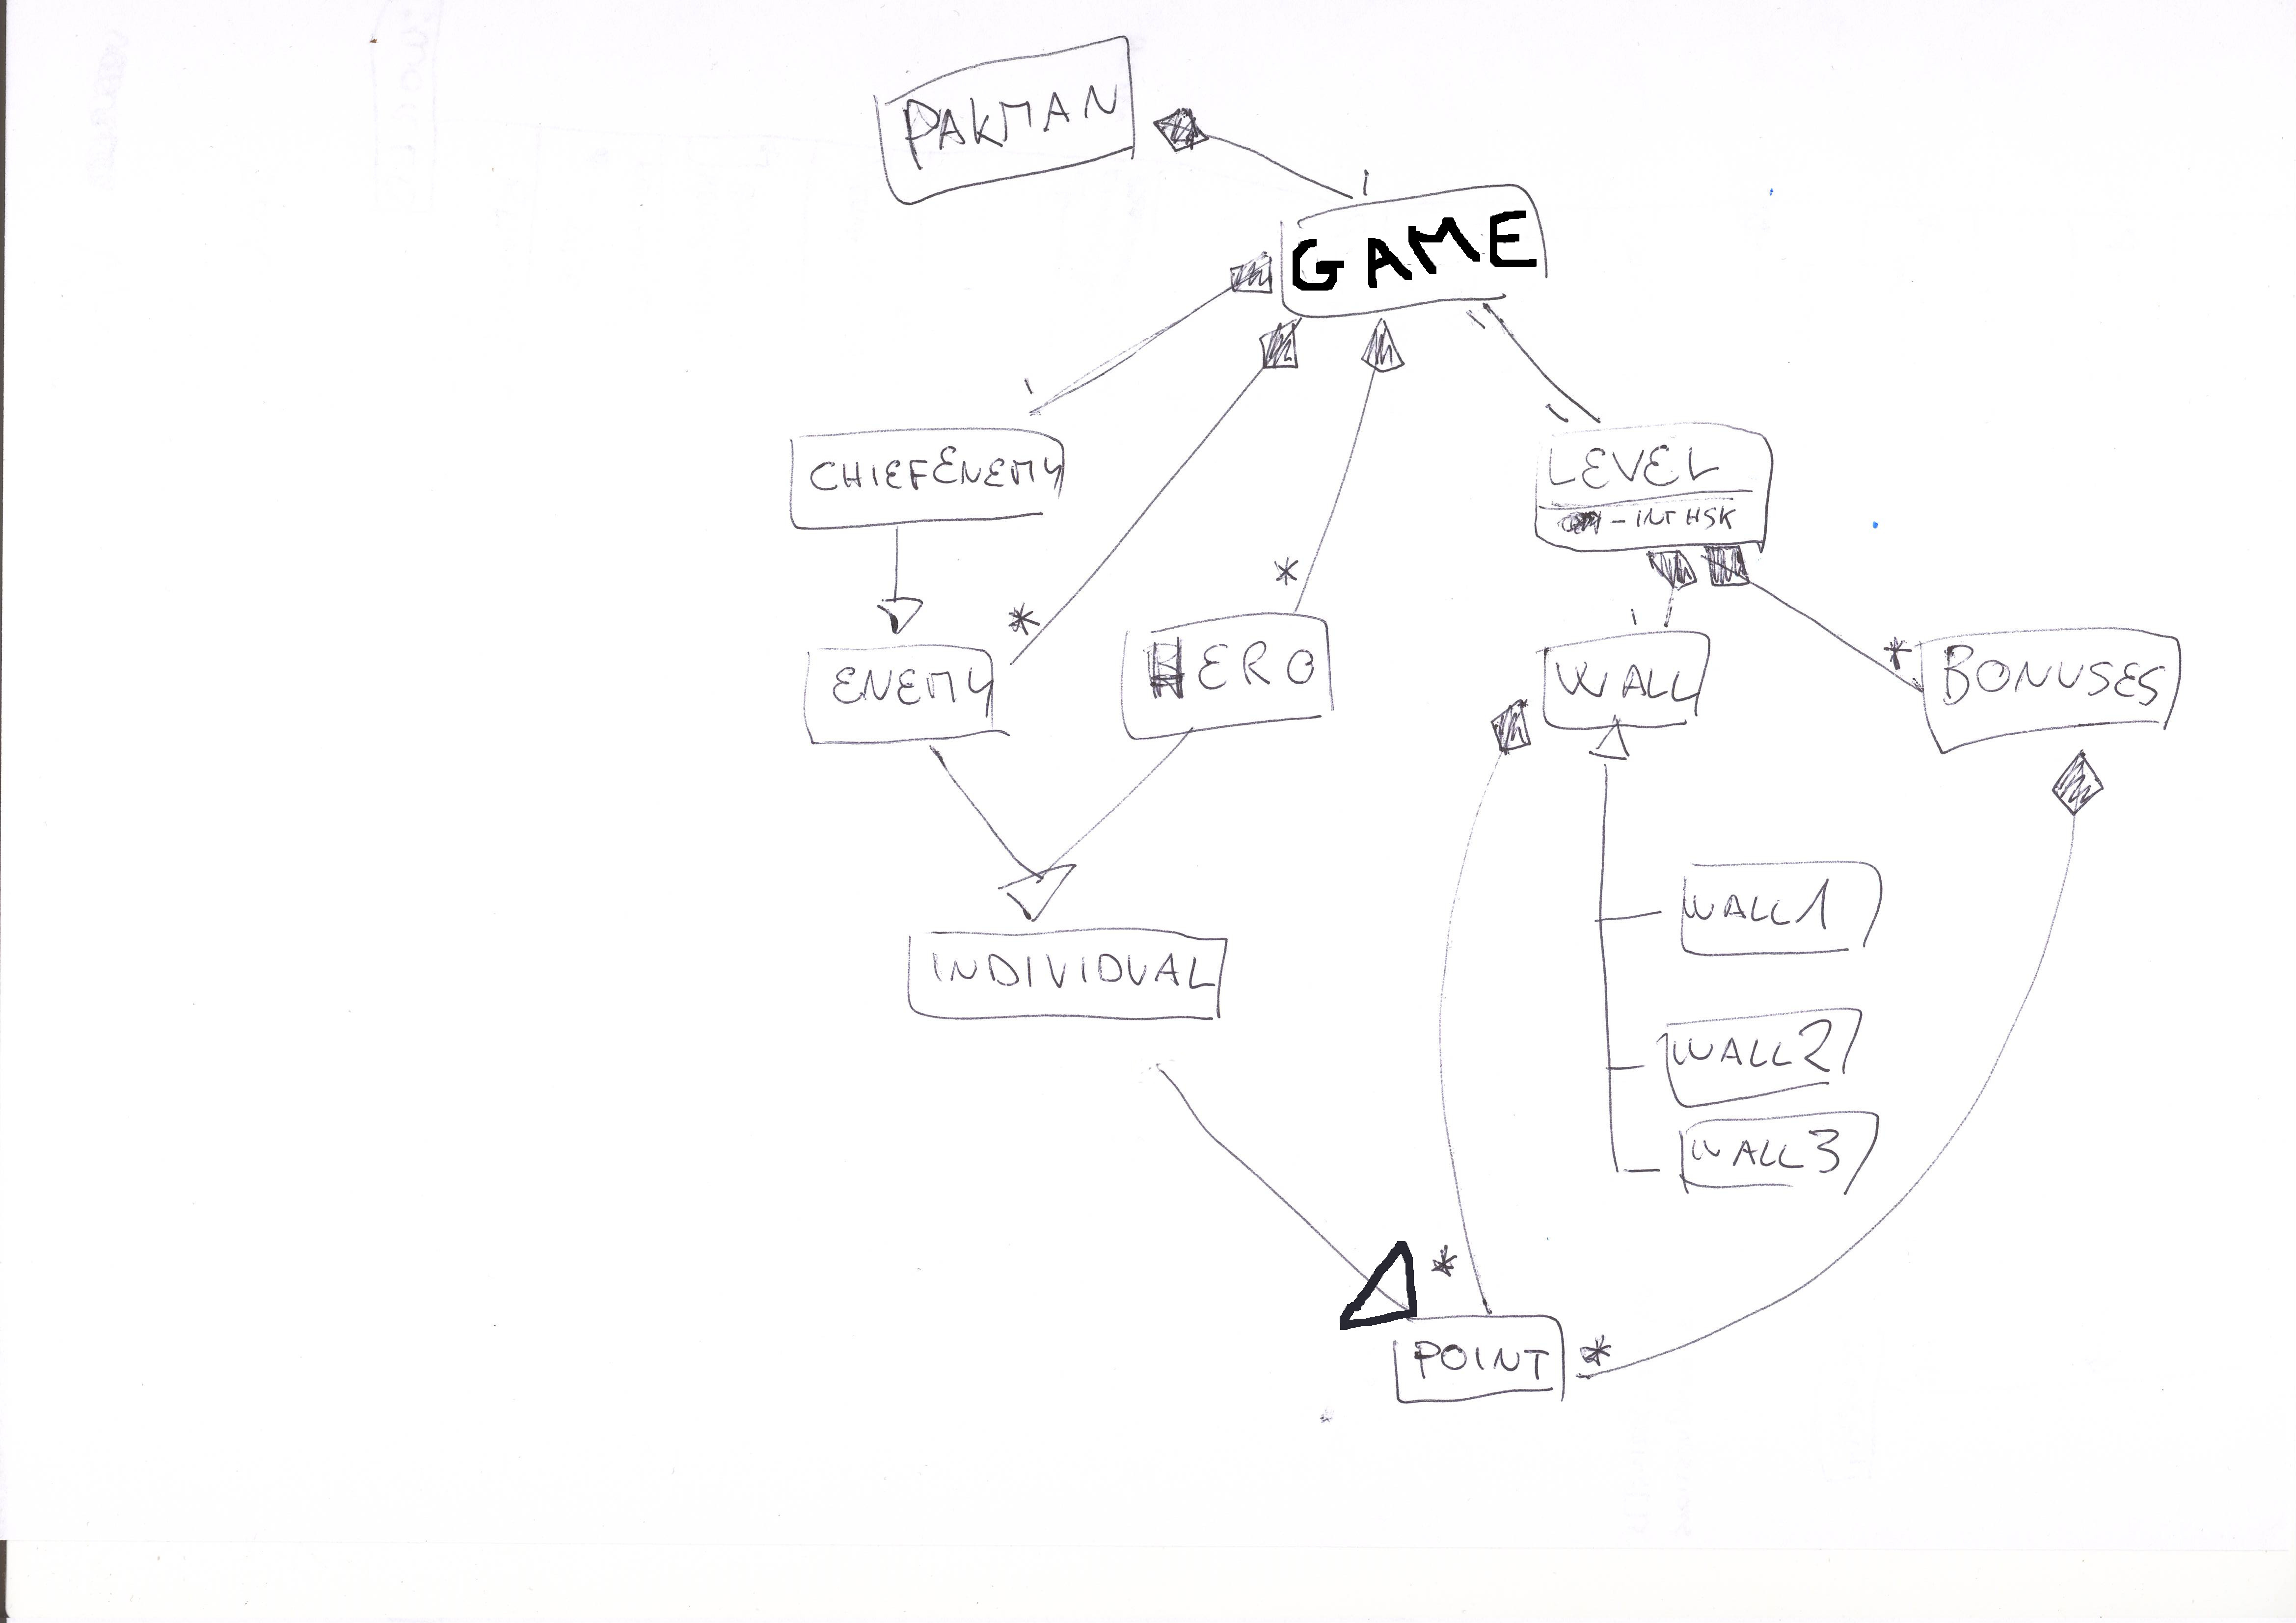 PAKMAN
1
GAME
1
1
1
CHIEFENEMY
LEVEL
- INT HSK
*
*
1
*
ENEMY
HERO
WALL
BONUSES
WALL1
INDIVIDUAL
WALL2
WALL3
*
POINT
*